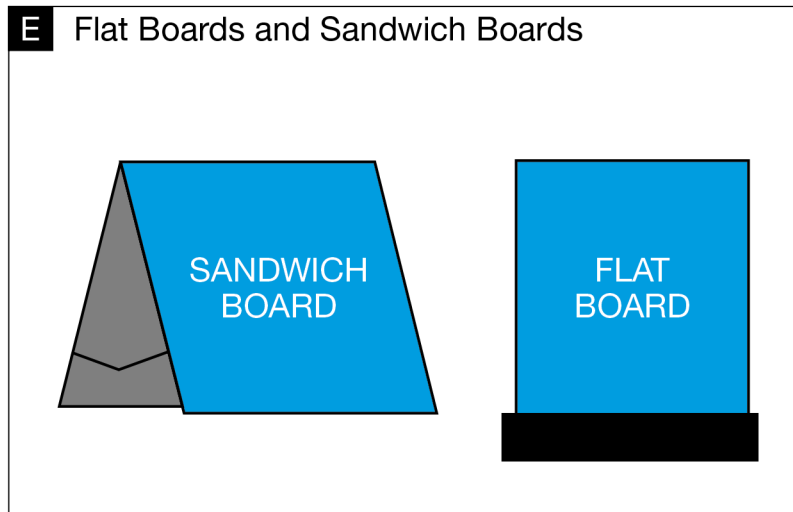 E Flat Boards and Sandwich Boards
SANDWICH
BOARD
FLAT
BOARD